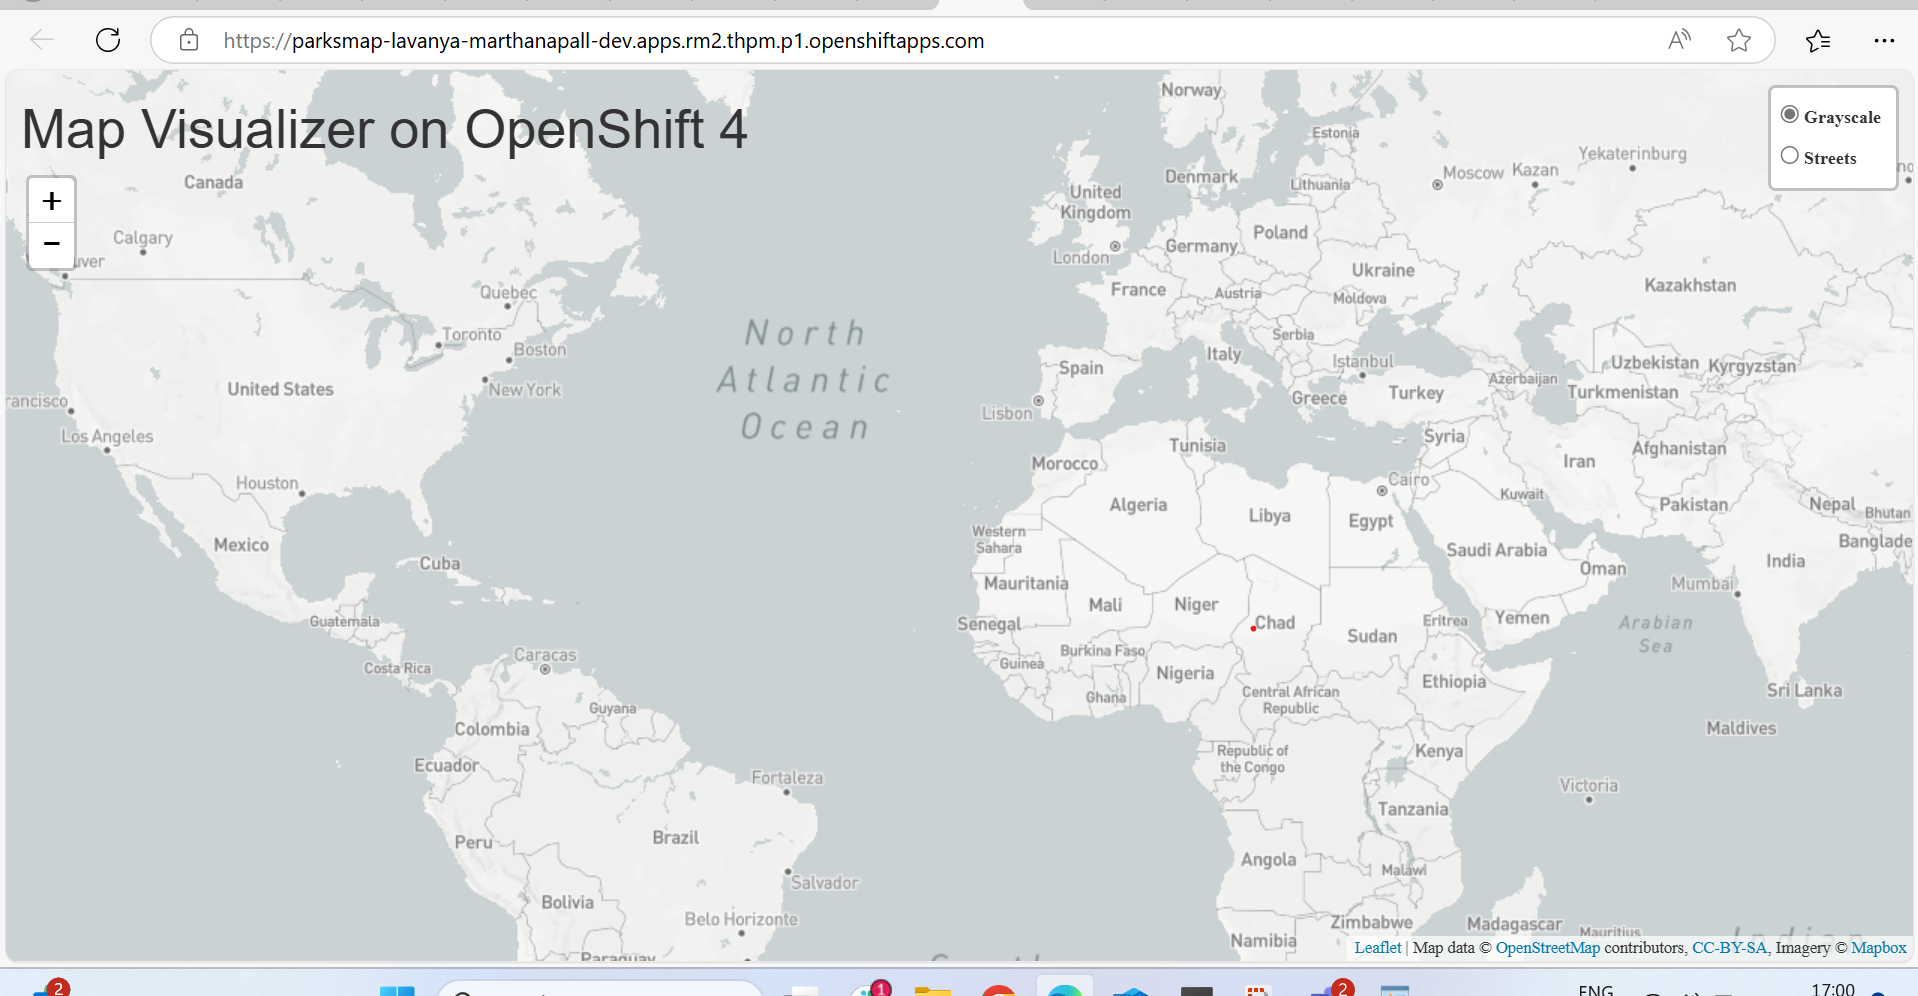 https://parksmap-lavanya-marthanapall-dev.apps.rm2.thpm.p1.openshiftapps.com
Map Visualizer on OpenShift 4
+
−
Grayscale
Streets
Norway
Estonia
Yekaterinburg
Moscow
Kazan
Canada
Denmark
Lithuania
United
Kingdom
Calgary
Poland
Germany
London
uver
Ukraine
Kazakhstan
France
Austria
Moldova
Quebec
North
Atlantic
Ocean
Toronto
Boston
Serbia
Italy
Istanbul
Uzbekistan
Kyrgyzstan
Spain
United States
New York
Azerbaijan
Turkey
Turkmenistan
Greece
rancisco
Lisbon
Los Angeles
Tunisia
Syria
Afghanistan
Morocco
Iran
Houston
Cairo
Kuwait
Algeria
Libya
Egypt
Pakistan
Nepal
Bhutan
Western
Sahara
Mexico
Saudi Arabia
Banglade
Cuba
India
Oman
Mauritania
Mumbai
Mali
Niger
Chad
Guatemala
Senegal
Sudan
Eritrea
Yemen
Arabian
Sea
Burkina Faso
Caracas
Costa Rica
Guinea
Nigeria
Ethiopia
Ghana
Central African
Republic
Sri Lanka
Guyana
Colombia
Maldives
Republic of
the Congo
Kenya
Ecuador
Fortaleza
Victoria
Tanzania
Brazil
Peru
Angola
Malawi
Salvador
Bolivia
Belo Horizonte
Zimbabwe
Madagascar
Mauritius
Namibia
Indian
Paraguay
Leaflet | Map data © OpenStreetMap contributors, CC-BY-SA, Imagery © Mapbox
2
1
2
ENG
17:00